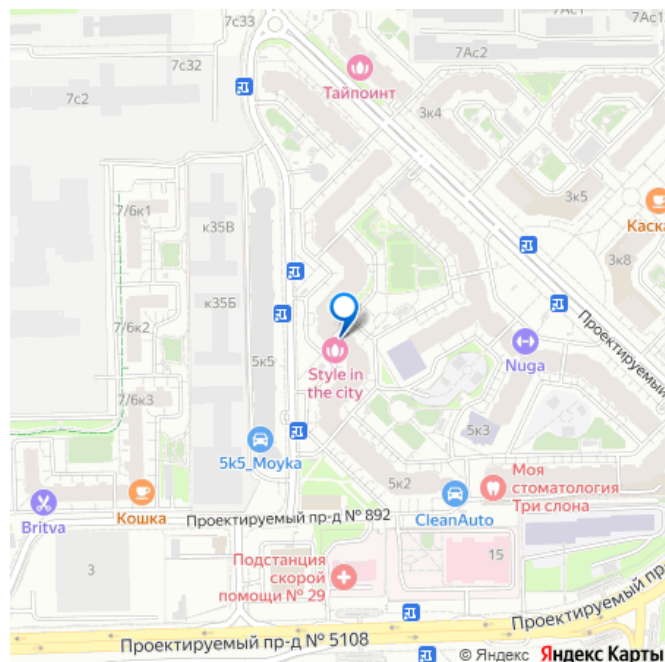 7с33
7Ас1
7с32
7Ас2
7с2
Тайпоинт
3к4
3к5
7/6к1
к35В
Каска
3к8
к35Б
7/6к2
Проектируемый
5к5
Style in
the city
Nuga
7/6к3
5к3
5k5_Moyka
5к2
Моя
стоматология
Три слона
Britva
Кошка
Проектируемый пр-д № 892
CleanAuto
3
Подстанция
скорой
помощи № 29
15
Проектируемый пр-
Проектируемый пр-д № 5108
© Яндекс Яндекс Карты